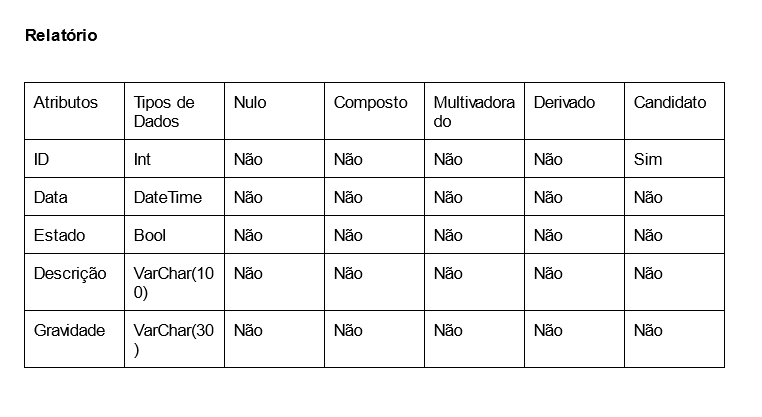 Relatório
Atributos Tipos de Dados Nulo Composto Multivadorado Derivado Candidato
ID Int Não Não Não Não Sim
Data DateTime Não Não Não Não Não
Estado Bool Não Não Não Não Não
Descrição VarChar(100) Não Não Não Não Não
Gravidade VarChar(30) Não Não Não Não Não